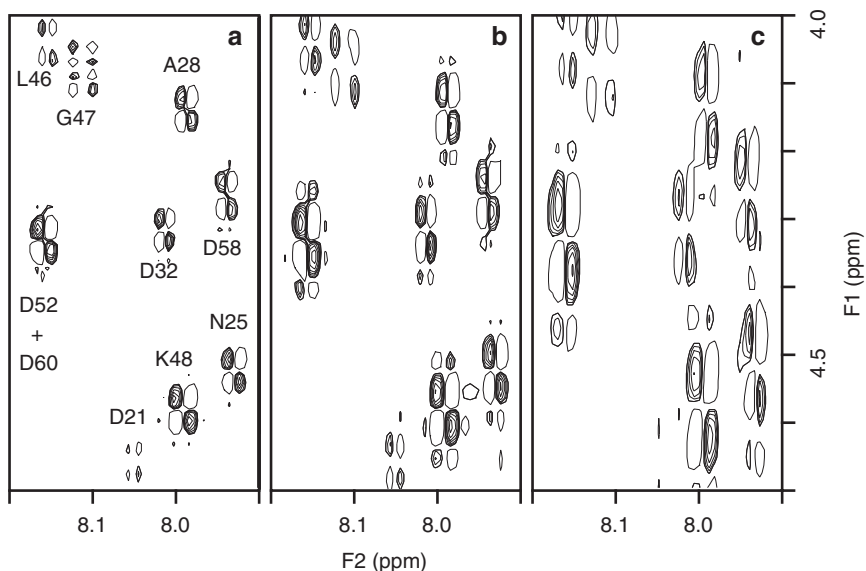 a
b
c
L46
G47
A28
D58
D32
D52
+
D60
N25
K48
D21
4.0
4.5
F1 (ppm)
8.1
8.0
8.1
8.0
8.1
8.0
F2 (ppm)